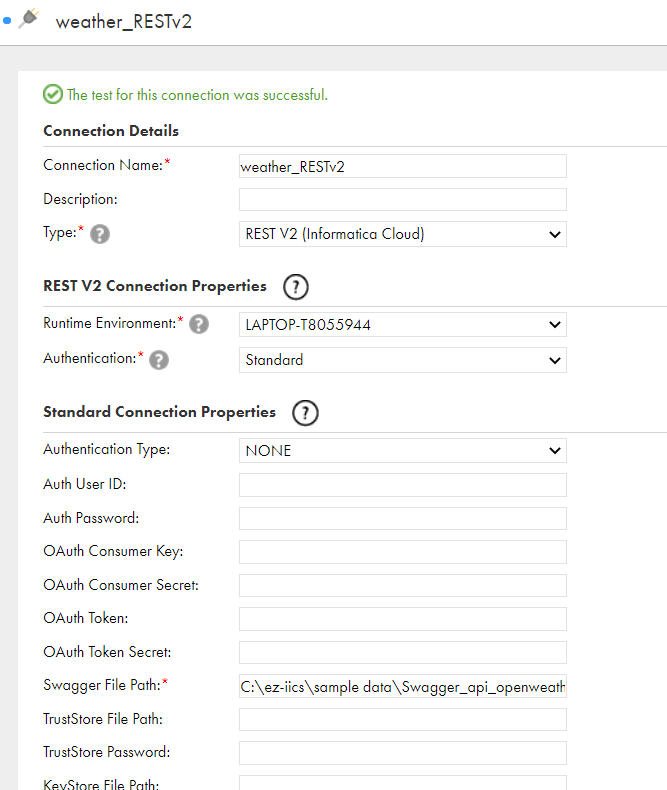 weather_RESTv2
The test for this connection was successful.
Connection Details
Connection Name:* weather_RESTv2
Description:
Type:* ? REST V2 (Informatica Cloud)
REST V2 Connection Properties ?
Runtime Environment:* ? LAPTOP-T8055944
Authentication:* ? Standard
Standard Connection Properties ?
Authentication Type: NONE
Auth User ID:
Auth Password:
OAuth Consumer Key:
OAuth Consumer Secret:
OAuth Token:
OAuth Token Secret:
Swagger File Path:* C:\ez-iics\sample data\Swagger_api_openweath
TrustStore File Path:
TrustStore Password:
KeyStore File Path: